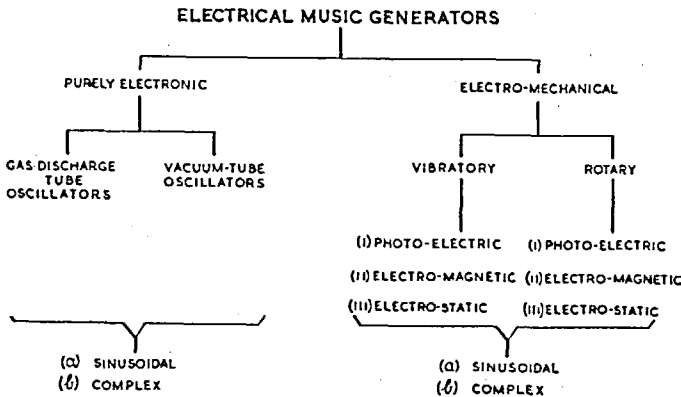 ELECTRICAL MUSIC GENERATORS
PURELY ELECTRONIC
ELECTRO-MECHANICAL
GAS-DISCHARGE
TUBE
OSCILLATORS
VACUUM-TUBE
OSCILLATORS
VIBRATORY
ROTARY
(I) PHOTO-ELECTRIC
(II) ELECTRO-MAGNETIC
(III) ELECTRO-STATIC
(I) PHOTO-ELECTRIC
(II) ELECTRO-MAGNETIC
(III) ELECTRO-STATIC
(a) SINUSOIDAL
(b) COMPLEX
(a) SINUSOIDAL
(b) COMPLEX